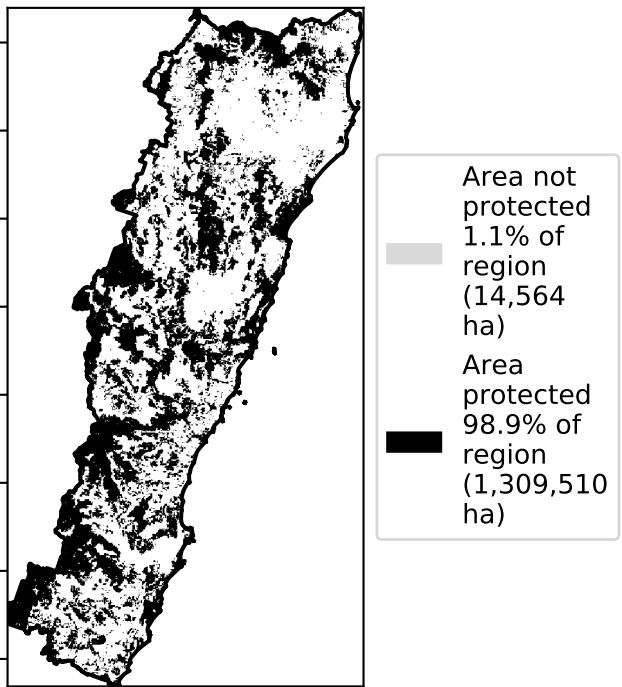 Area not
protected
1.1% of
region
(14,564
ha)
Area
protected
98.9% of
region
(1,309,510
ha)